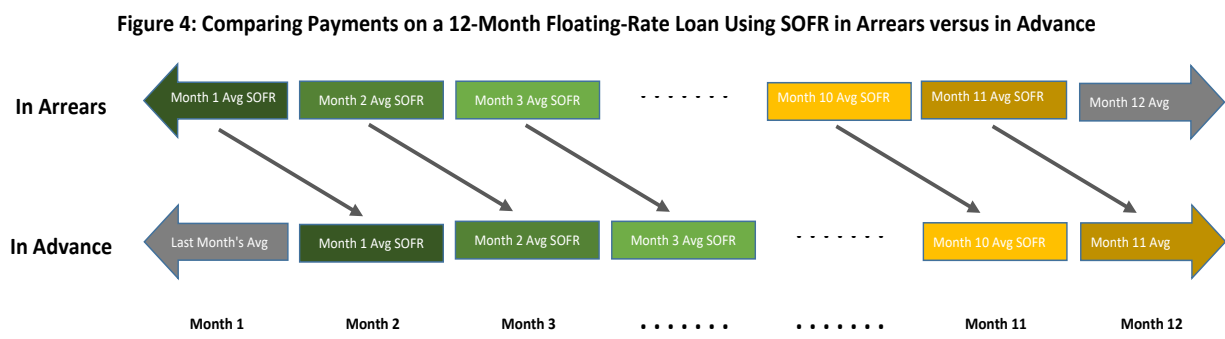 Figure 4: Comparing Payments on a 12-Month Floating-Rate Loan Using SOFR in Arrears versus in Advance
In Arrears
Month 1 Avg SOFR
Month 2 Avg SOFR
Month 3 Avg SOFR
- - - - - - -
Month 10 Avg SOFR
Month 11 Avg SOFR
Month 12 Avg
In Advance
Last Month's Avg
Month 1 Avg SOFR
Month 2 Avg SOFR
Month 3 Avg SOFR
- - - - - - -
Month 10 Avg SOFR
Month 11 Avg
Month 1
Month 2
Month 3
. . . . . . .
. . . . . . .
Month 11
Month 12